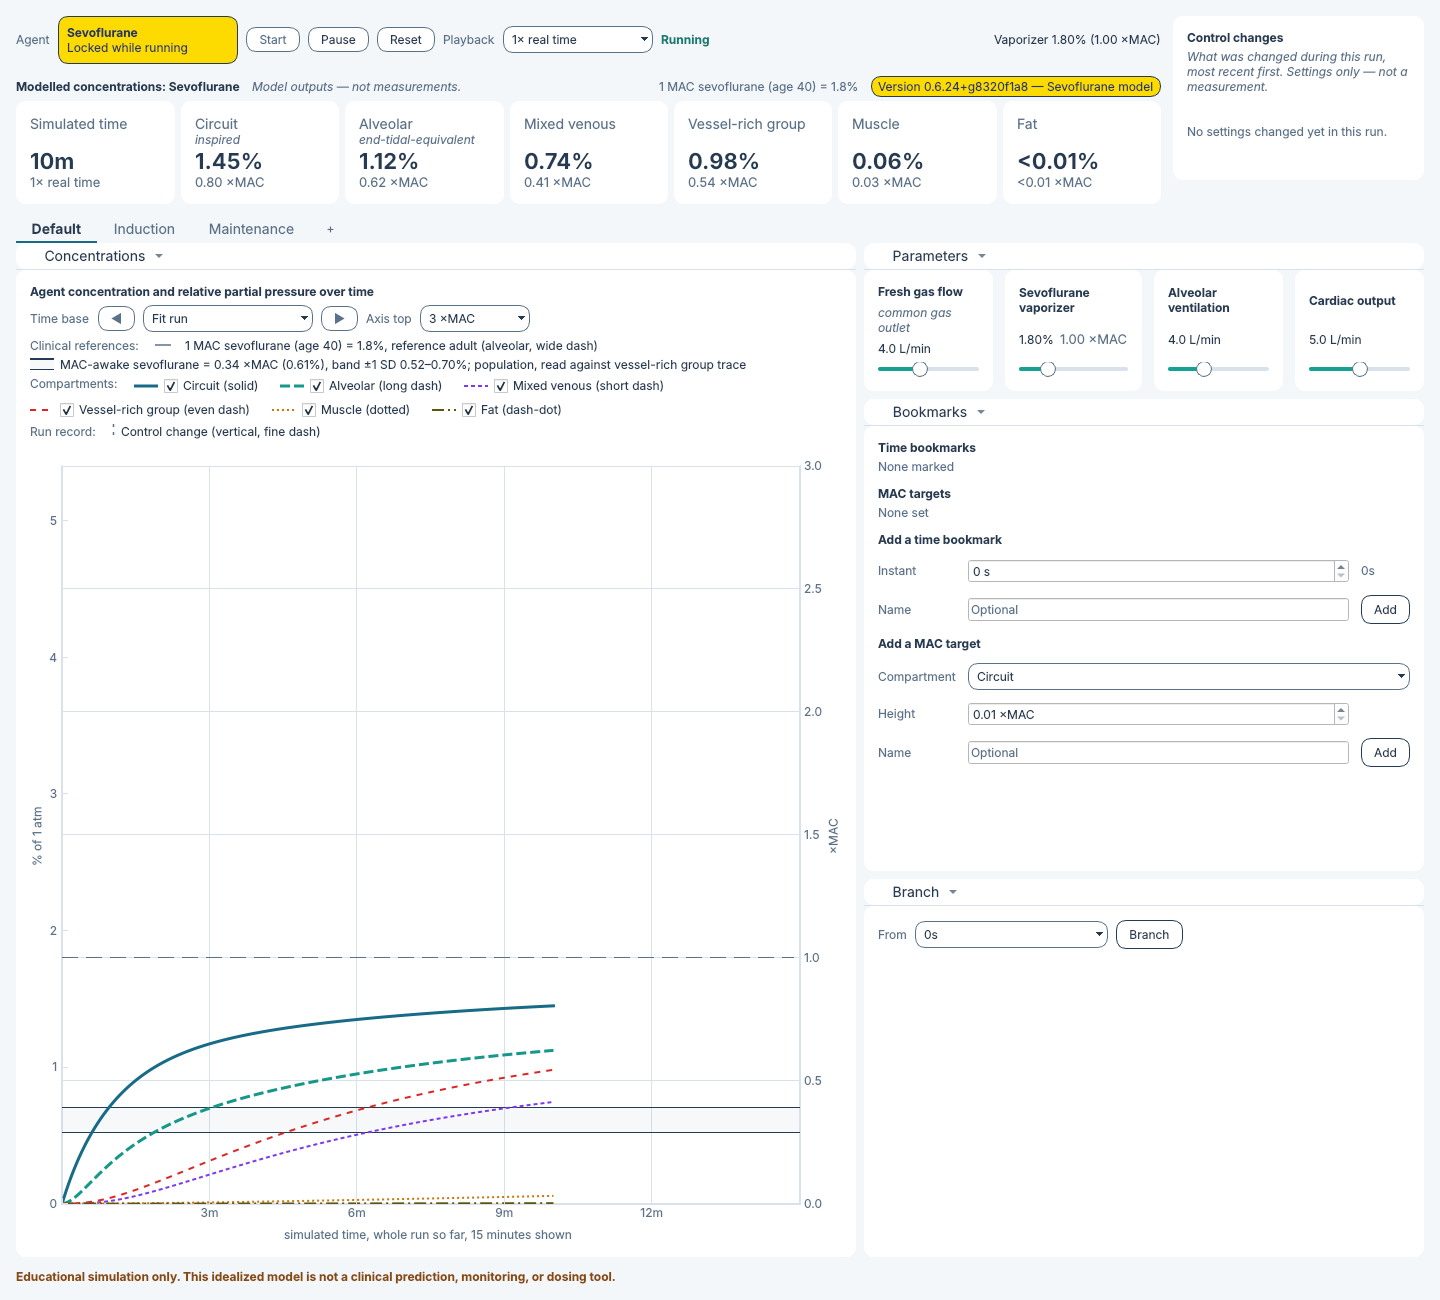 Agent
Sevoflurane
Locked while running
Start
Pause
Reset
Playback
1× real time
Running
Vaporizer 1.80% (1.00 ×MAC)
Modelled concentrations: Sevoflurane
Model outputs — not measurements.
1 MAC sevoflurane (age 40) = 1.8%
Version 0.6.24+g8320f1a8 — Sevoflurane model
Simulated time
10m
1× real time
Circuit
inspired
1.45%
0.80 ×MAC
Alveolar
end-tidal-equivalent
1.12%
0.62 ×MAC
Mixed venous
0.74%
0.41 ×MAC
Vessel-rich group
0.98%
0.54 ×MAC
Muscle
0.06%
0.03 ×MAC
Fat
<0.01%
<0.01 ×MAC
Control changes
What was changed during this run,
most recent first. Settings only — not a
measurement.
No settings changed yet in this run.
Default
Induction
Maintenance
+
Concentrations
Agent concentration and relative partial pressure over time
Time base
Fit run
Axis top
3 ×MAC
Clinical references:
1 MAC sevoflurane (age 40) = 1.8%, reference adult (alveolar, wide dash)
MAC-awake sevoflurane = 0.34 ×MAC (0.61%), band ±1 SD 0.52–0.70%; population, read against vessel-rich group trace
Compartments:
Circuit (solid)
Alveolar (long dash)
Mixed venous (short dash)
Vessel-rich group (even dash)
Muscle (dotted)
Fat (dash-dot)
Run record:
Control change (vertical, fine dash)
% of 1 atm
5
4
3
2
1
0
3.0
2.5
2.0
1.5
1.0
0.5
0.0
×MAC
3m
6m
9m
12m
simulated time, whole run so far, 15 minutes shown
Parameters
Fresh gas flow
common gas
outlet
4.0 L/min
Sevoflurane
vaporizer
1.80%
1.00 ×MAC
Alveolar
ventilation
4.0 L/min
Cardiac output
5.0 L/min
Bookmarks
Time bookmarks
None marked
MAC targets
None set
Add a time bookmark
Instant
0 s
0s
Name
Optional
Add
Add a MAC target
Compartment
Circuit
Height
0.01 ×MAC
Name
Optional
Add
Branch
From
0s
Branch
Educational simulation only. This idealized model is not a clinical prediction, monitoring, or dosing tool.